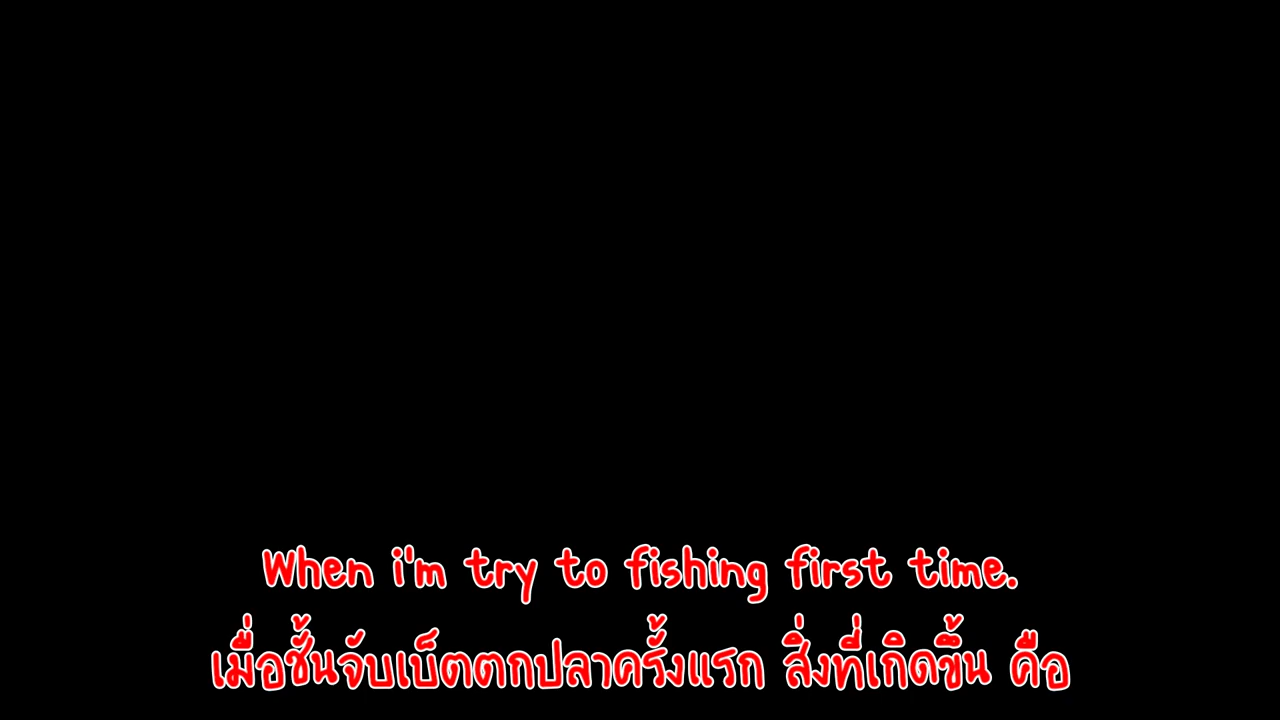 When i'm try to fishing first time.
เมื่อชั้นจับเบ็ตตกปลาครั้งแรก สิ่งที่เกิดขึ้น คือ